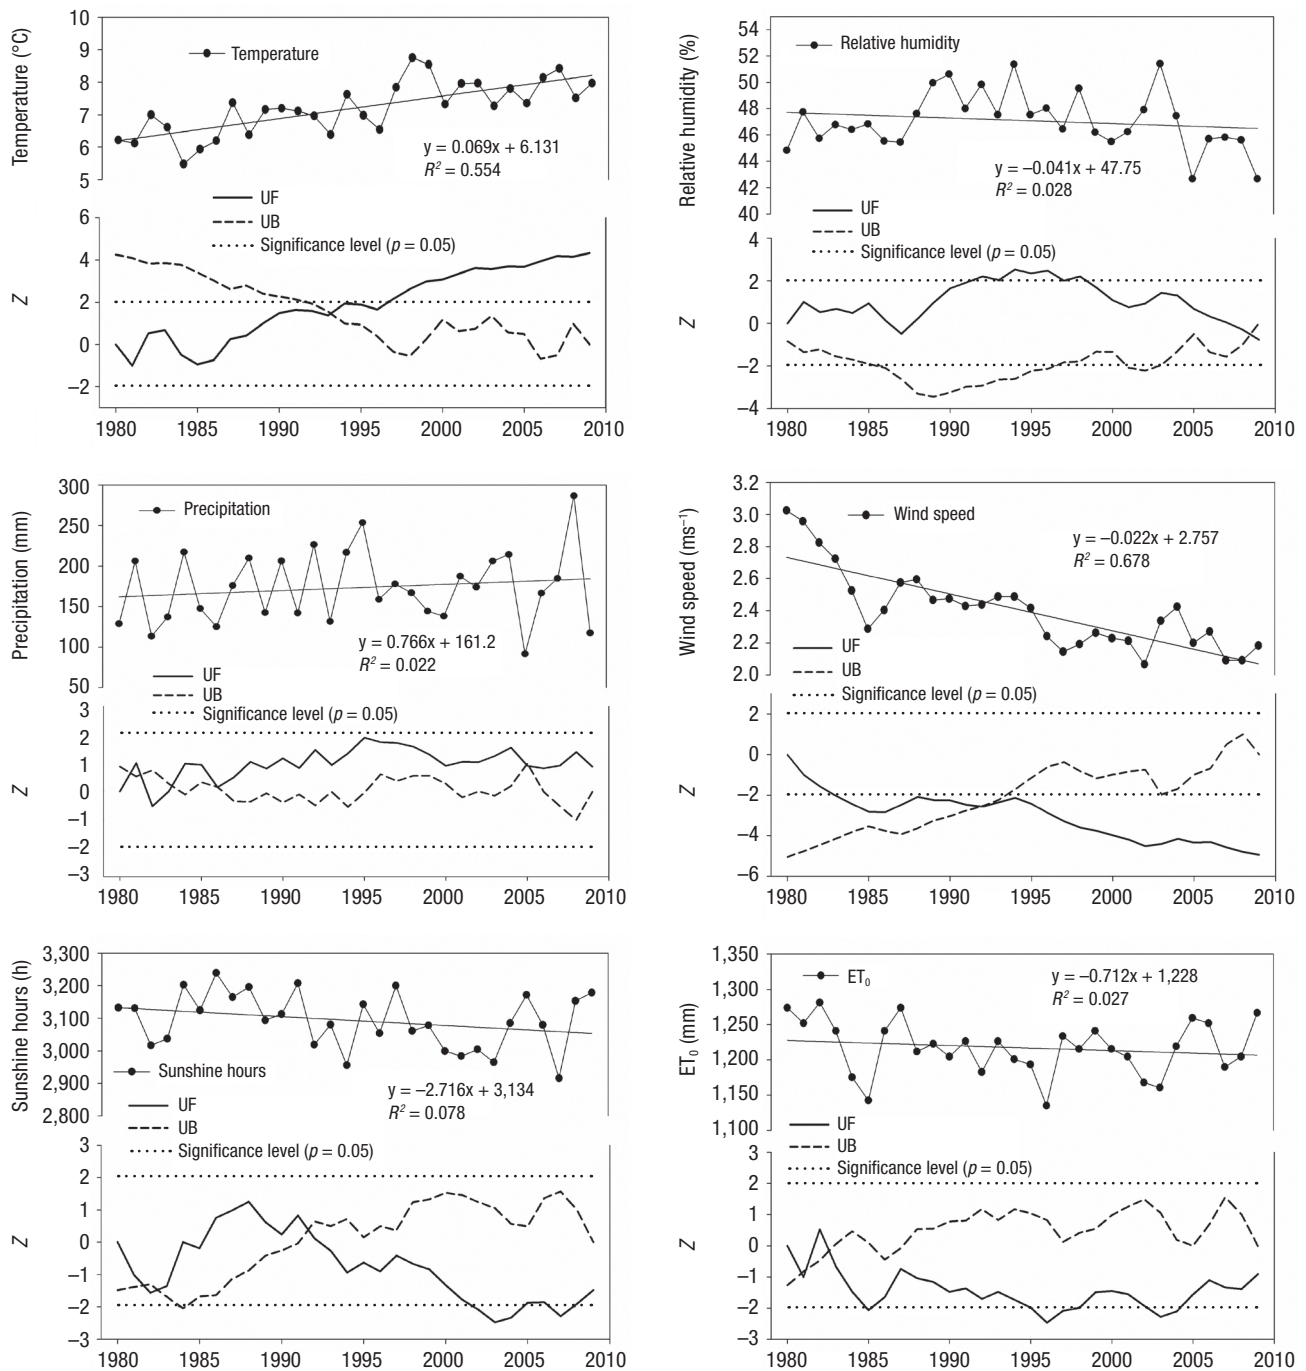 Temperature (°C)
10
9
8
7
6
5
Temperature
y = 0.069x + 6.131
R² = 0.554
UF
UB
Significance level (p = 0.05)
Z
6
4
2
0
−2
1980 1985 1990 1995 2000 2005 2010
Relative humidity (%)
54
52
50
48
46
44
42
40
Relative humidity
y = −0.041x + 47.75
R² = 0.028
UF
UB
Significance level (p = 0.05)
Z
4
2
0
−2
−4
1980 1985 1990 1995 2000 2005 2010
Precipitation (mm)
300
250
200
150
100
50
Precipitation
y = 0.766x + 161.2
R² = 0.022
UF
UB
Significance level (p = 0.05)
Z
3
2
1
0
−1
−2
−3
1980 1985 1990 1995 2000 2005 2010
Wind speed (ms⁻¹)
3.2
3.0
2.8
2.6
2.4
2.2
2.0
Wind speed
y = −0.022x + 2.757
R² = 0.678
UF
UB
Significance level (p = 0.05)
Z
2
0
−2
−4
−6
1980 1985 1990 1995 2000 2005 2010
Sunshine hours (h)
3,300
3,200
3,100
3,000
2,900
2,800
Sunshine hours
y = −2.716x + 3,134
R² = 0.078
UF
UB
Significance level (p = 0.05)
Z
3
2
1
0
−1
−2
−3
1980 1985 1990 1995 2000 2005 2010
ET₀ (mm)
1,350
1,300
1,250
1,200
1,150
1,100
ET₀
y = −0.712x + 1,228
R² = 0.027
UF
UB
Significance level (p = 0.05)
Z
3
2
1
0
−1
−2
−3
1980 1985 1990 1995 2000 2005 2010